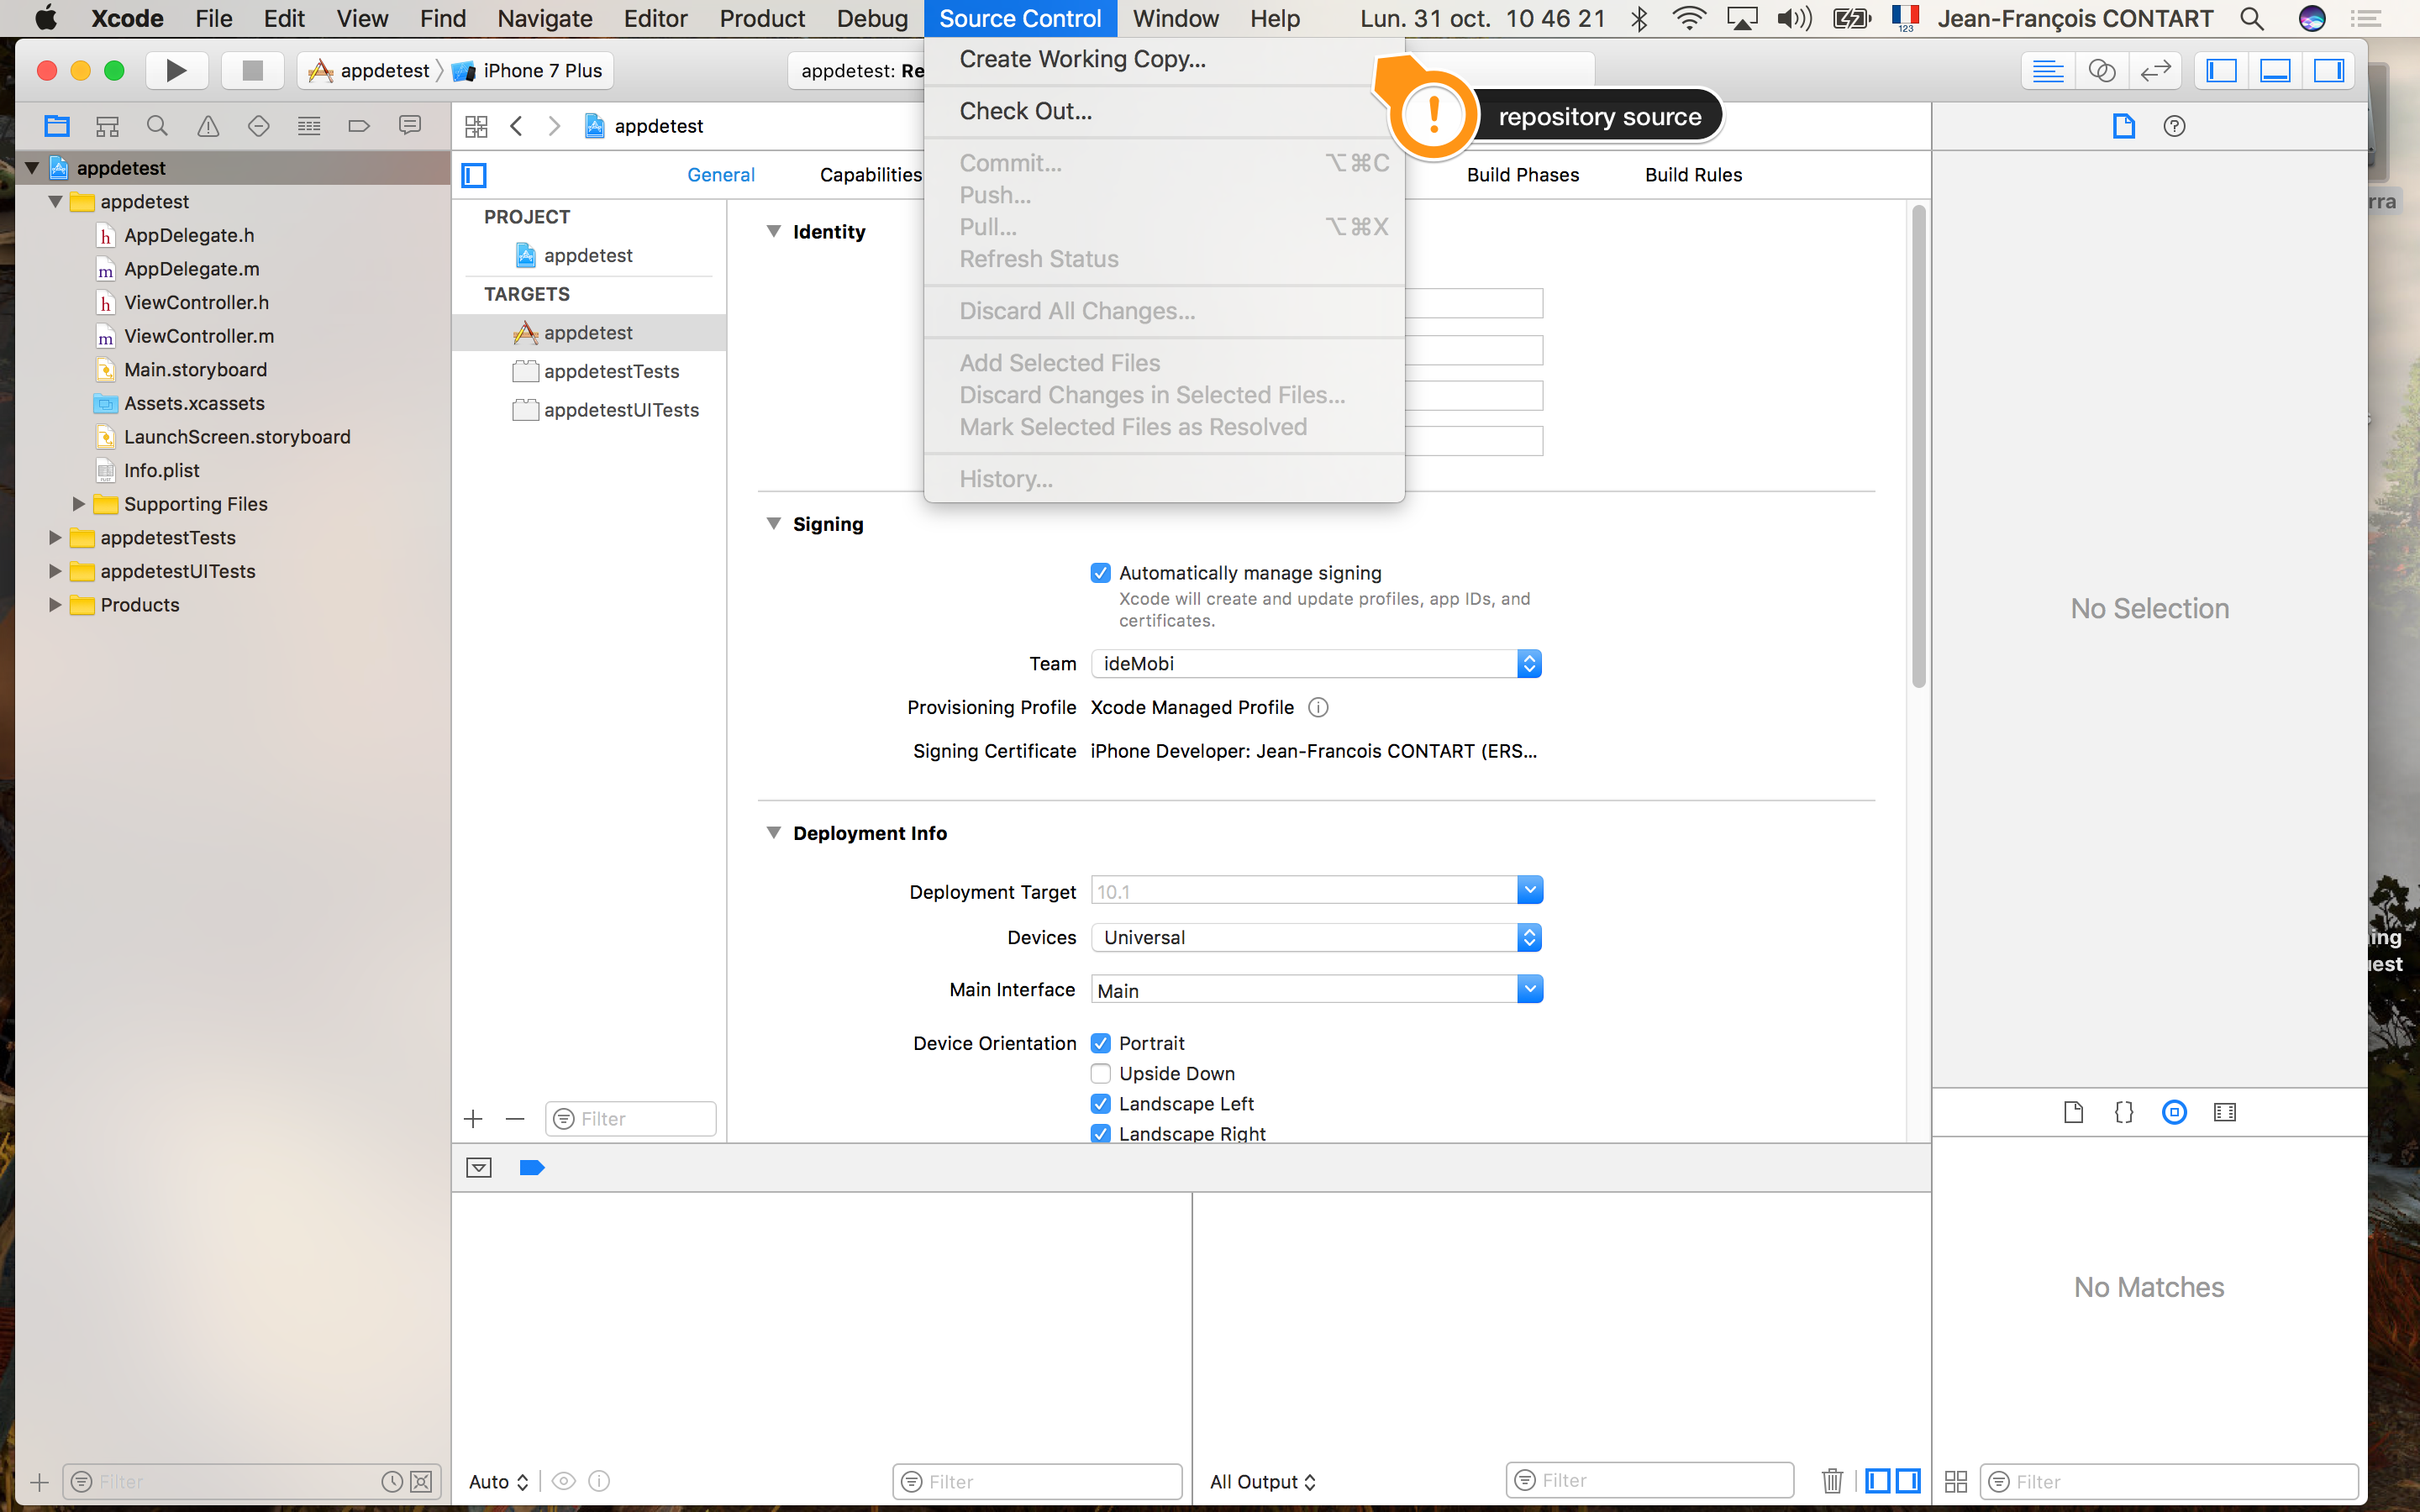 Xcode File Edit View Find Navigate Editor Product Debug Source Control Window Help Lun. 31 oct. 10 46 21 123 Jean-François CONTART
appdetest iPhone 7 Plus
appdetest: Re
Create Working Copy...
Check Out...
Commit... ⌥⌘C
Push...
Pull... ⌥⌘X
Refresh Status
Discard All Changes...
Add Selected Files
Discard Changes in Selected Files...
Mark Selected Files as Resolved
History...
! repository source
appdetest
appdetest
appdetest
AppDelegate.h
AppDelegate.m
ViewController.h
ViewController.m
Main.storyboard
Assets.xcassets
LaunchScreen.storyboard
Info.plist
Supporting Files
appdetestTests
appdetestUITests
Products
Filter
General Capabilities Build Phases Build Rules
PROJECT
appdetest
TARGETS
appdetest
appdetestTests
appdetestUITests
Filter
Identity
Signing
Automatically manage signing
Xcode will create and update profiles, app IDs, and
certificates.
Team ideMobi
Provisioning Profile Xcode Managed Profile
Signing Certificate iPhone Developer: Jean-Francois CONTART (ERS...
Deployment Info
Deployment Target 10.1
Devices Universal
Main Interface Main
Device Orientation Portrait
Upside Down
Landscape Left
Landscape Right
Auto Filter
All Output Filter
No Selection
No Matches
Filter
rra
ing